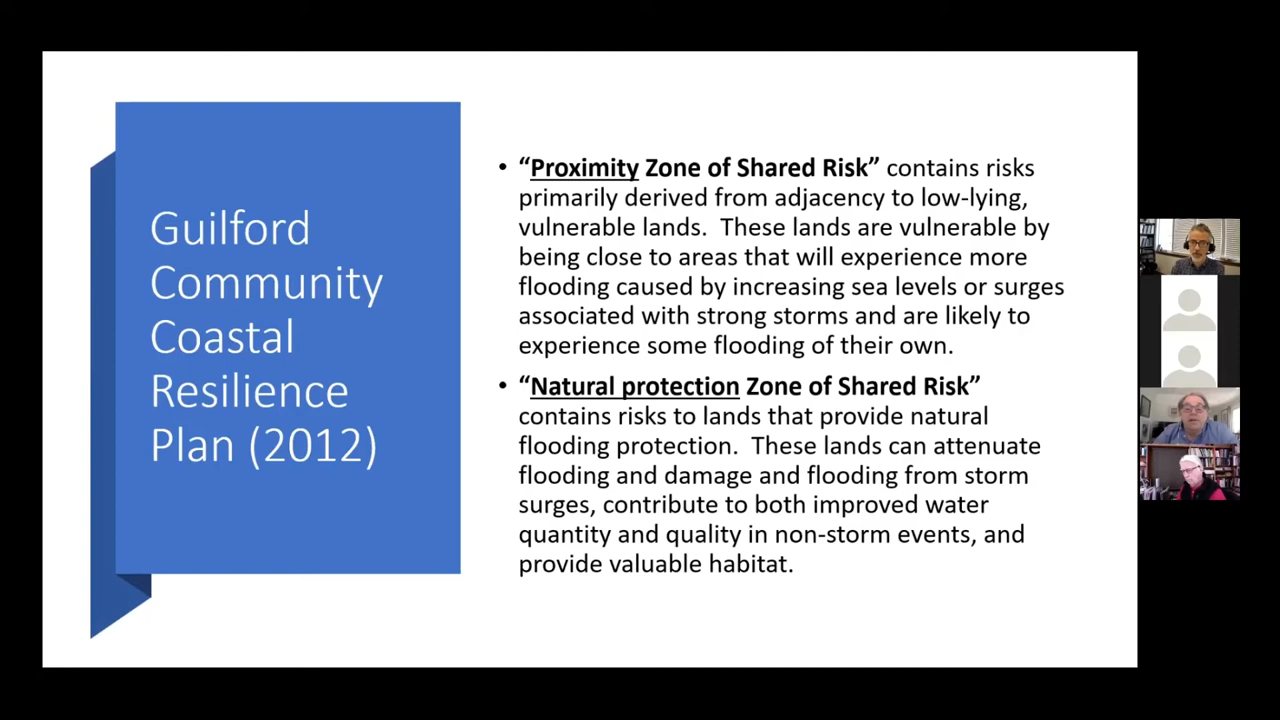 Guilford
Community
Coastal
Resilience
Plan (2012)
• “Proximity Zone of Shared Risk” contains risks
primarily derived from adjacency to low-lying,
vulnerable lands.  These lands are vulnerable by
being close to areas that will experience more
flooding caused by increasing sea levels or surges
associated with strong storms and are likely to
experience some flooding of their own.
• “Natural protection Zone of Shared Risk”
contains risks to lands that provide natural
flooding protection.  These lands can attenuate
flooding and damage and flooding from storm
surges, contribute to both improved water
quantity and quality in non-storm events, and
provide valuable habitat.